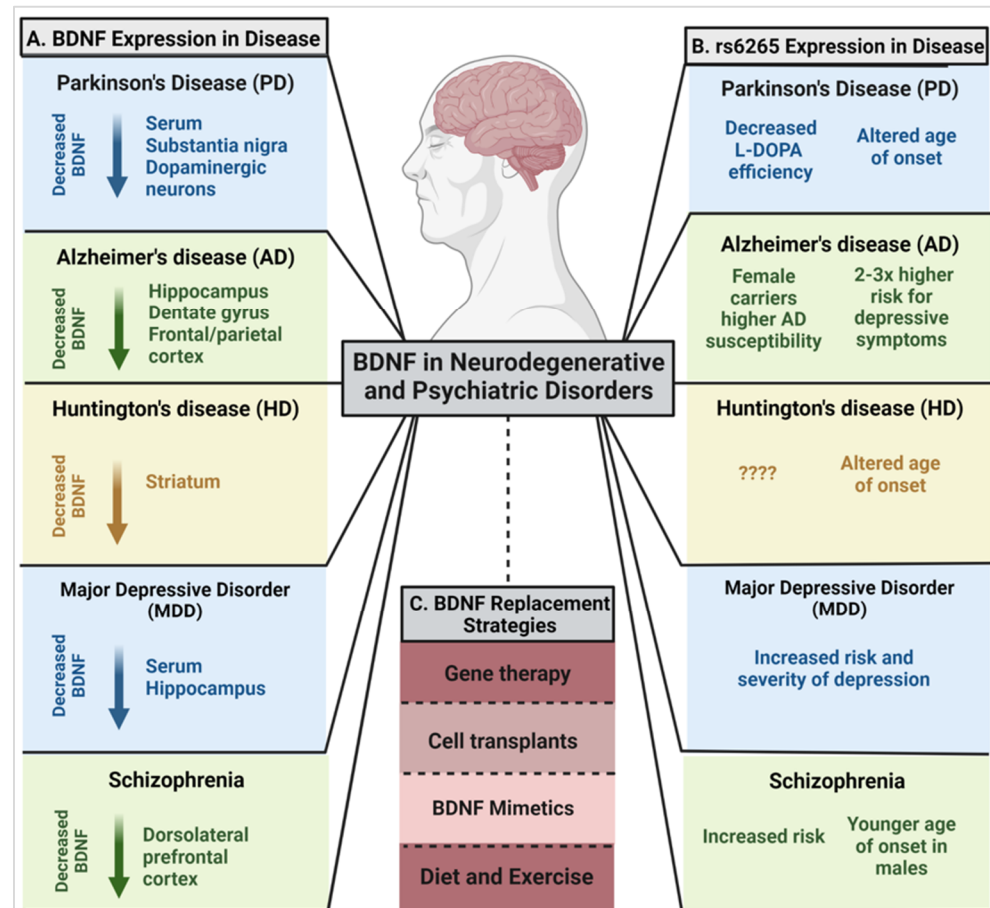 A. BDNF Expression in Disease
Parkinson's Disease (PD)
Decreased
BDNF
Serum
Substantia nigra
Dopaminergic
neurons
Alzheimer's disease (AD)
Decreased
BDNF
Hippocampus
Dentate gyrus
Frontal/parietal
cortex
Huntington's disease (HD)
Decreased
BDNF
Striatum
Major Depressive Disorder
(MDD)
Decreased
BDNF
Serum
Hippocampus
Schizophrenia
Decreased
BDNF
Dorsolateral
prefrontal
cortex
BDNF in Neurodegenerative
and Psychiatric Disorders
C. BDNF Replacement
Strategies
Gene therapy
Cell transplants
BDNF Mimetics
Diet and Exercise
B. rs6265 Expression in Disease
Parkinson's Disease (PD)
Decreased
L-DOPA
efficiency
Altered age
of onset
Alzheimer's disease (AD)
Female
carriers
higher AD
susceptibility
2-3x higher
risk for
depressive
symptoms
Huntington's disease (HD)
????
Altered age
of onset
Major Depressive Disorder
(MDD)
Increased risk and
severity of depression
Schizophrenia
Increased risk
Younger age
of onset in
males